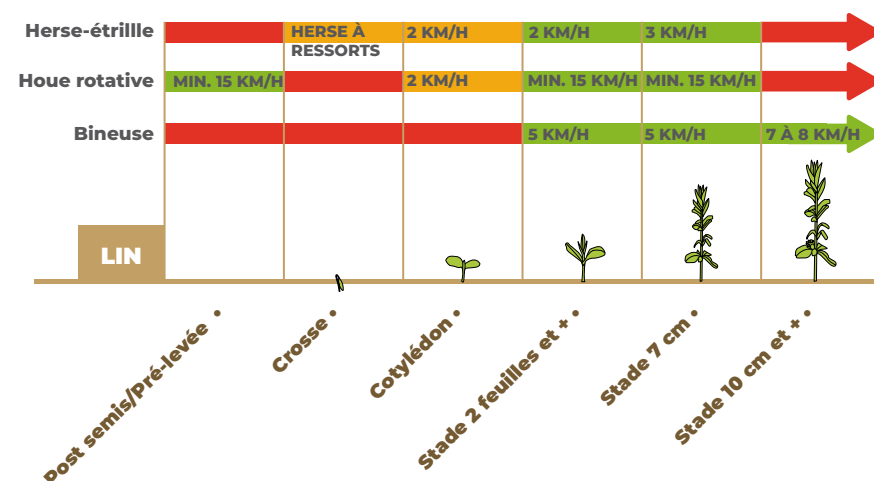 Herse-étrillle
HERSE À
RESSORTS
2 KM/H
2 KM/H
3 KM/H
Houe rotative
MIN. 15 KM/H
2 KM/H
MIN. 15 KM/H
MIN. 15 KM/H
Bineuse
5 KM/H
5 KM/H
7 À 8 KM/H
LIN
Post semis/Pré-levée •
Crosse •
Cotylédon •
Stade 2 feuilles et + •
Stade 7 cm •
Stade 10 cm et + •